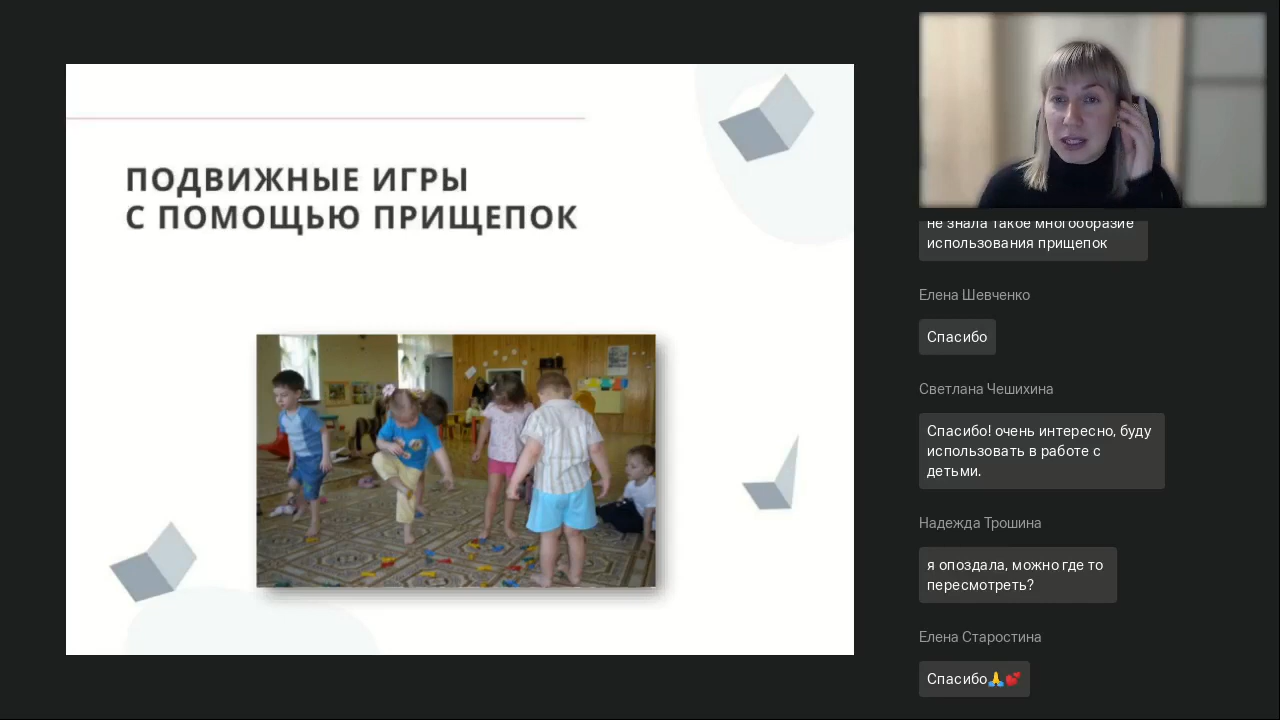 ПОДВИЖНЫЕ ИГРЫ
С ПОМОЩЬЮ ПРИЩЕПОК
не знала такое многообразие
использования прищепок
Елена Шевченко
Спасибо
Светлана Чешихина
Спасибо! очень интересно, буду
использовать в работе с
детьми.
Надежда Трошина
я опоздала, можно где то
пересмотреть?
Елена Старостина
Спасибо🙏💕